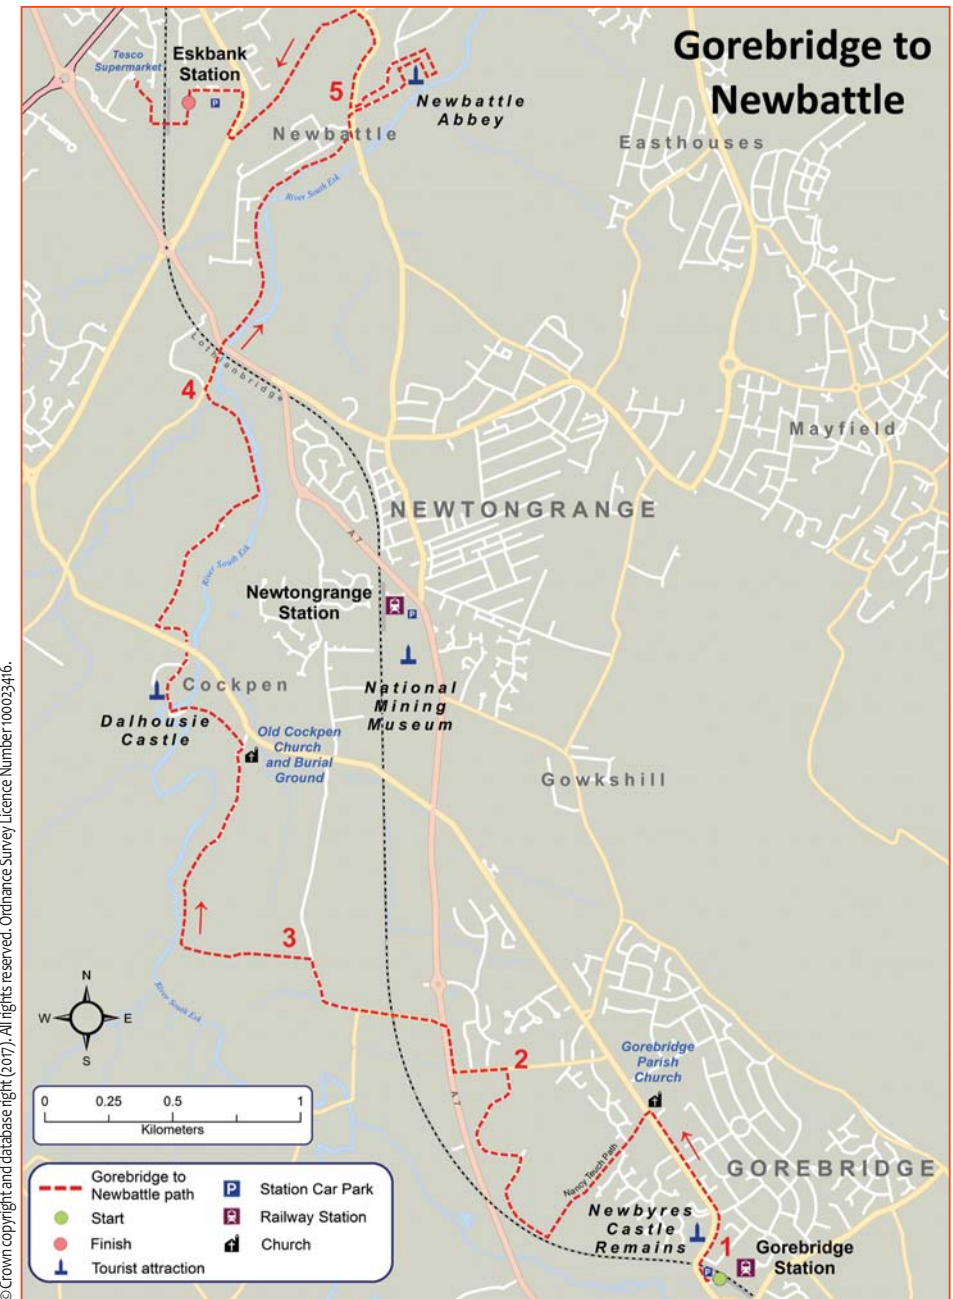 Gorebridge to
Newbattle
Tesco
Supermarket
Eskbank
Station
P
5
Newbattle
Abbey
Newbattle
Easthouses
River South Esk
Lothianbridge
4
Mayfield
NEWTONGRANGE
A7
River South Esk
Newtongrange
Station
P
Cockpen
National
Mining
Museum
Dalhousie
Castle
Old Cockpen
Church
and Burial
Ground
Gowkshill
3
N
W
E
S
River South Esk
2
Gorebridge
Parish
Church
A7
Nancy Teuch Path
GOREBRIDGE
Newbyres
Castle
Remains
1
Gorebridge
Station
P
0 0.25 0.5 1
Kilometers
Gorebridge to
Newbattle path
Start
Finish
Tourist attraction
P Station Car Park
Railway Station
Church
© Crown copyright and database right (2017). All rights reserved. Ordnance Survey Licence Number 100023416.